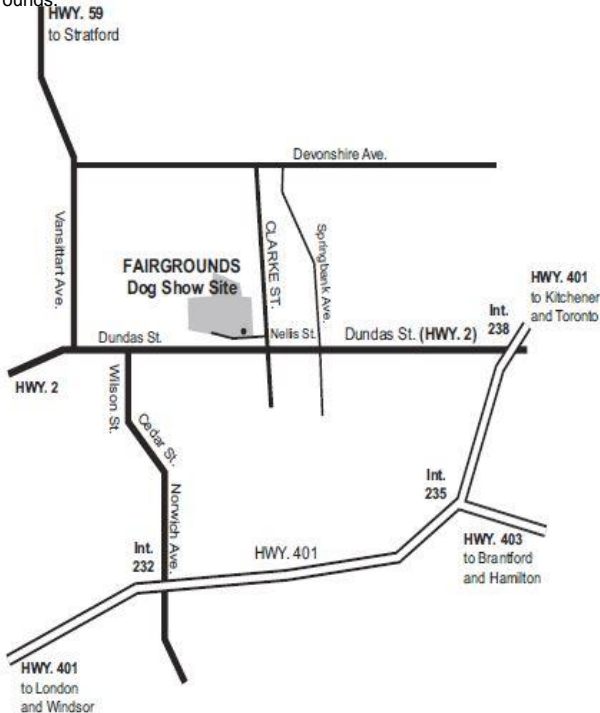 HWY. 59
to Stratford
Devonshire Ave.
Vansittart Ave.
CLARKE ST.
Springbank Ave.
FAIRGROUNDS
Dog Show Site
HWY. 401
to Kitchener
and Toronto
Int.
238
Nellis St.
Dundas St.
Dundas St. (HWY. 2)
HWY. 2
Wilson St.
Cedar St.
Int.
235
Norwich Ave.
HWY. 403
to Brantford
and Hamilton
Int.
232
HWY. 401
HWY. 401
to London
and Windsor